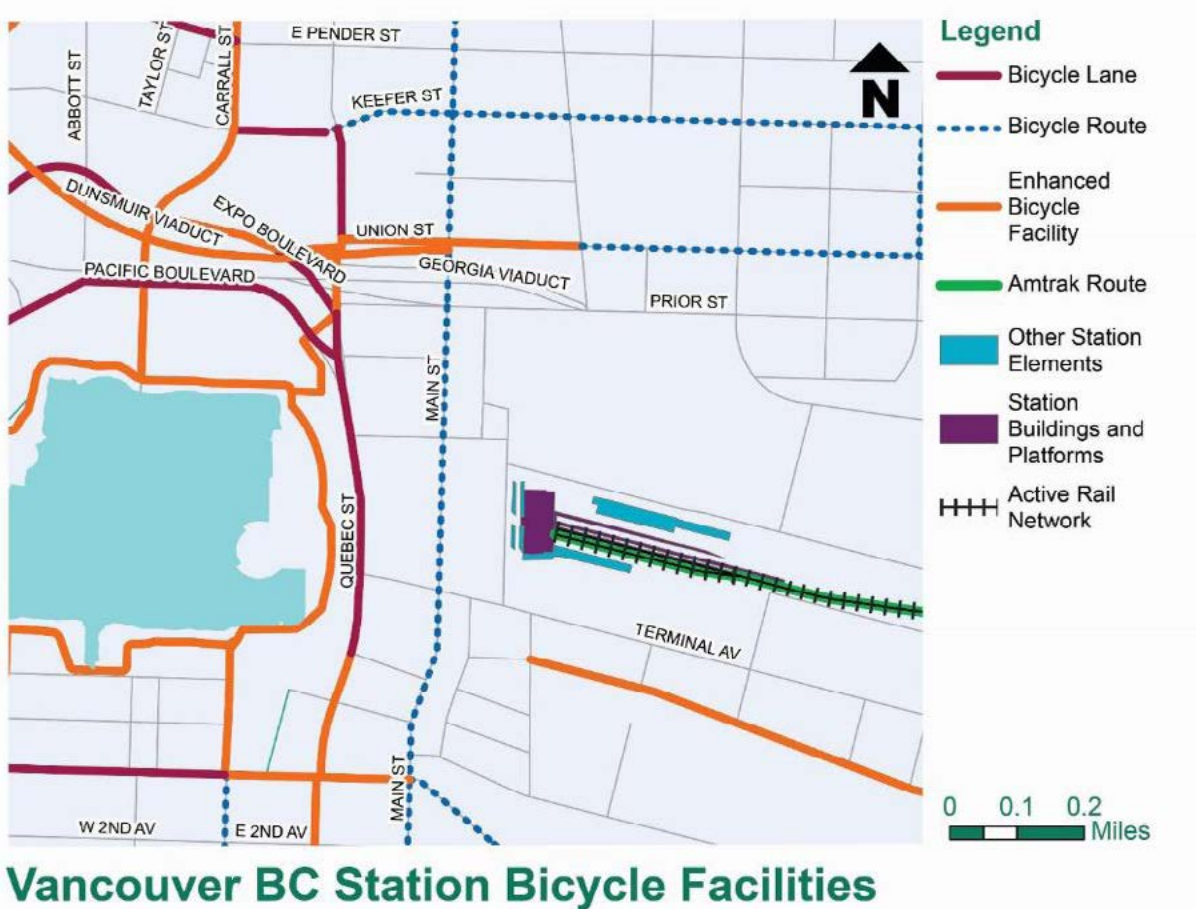 E PENDER ST
ABBOTT ST
TAYLOR ST
CARRALL ST
KEEFER ST
N
DUNSMUIR VIADUCT
EXPO BOULEVARD
UNION ST
GEORGIA VIADUCT
PACIFIC BOULEVARD
PRIOR ST
MAIN ST
QUEBEC ST
TERMINAL AV
MAIN ST
W 2ND AV
E 2ND AV
Legend
Bicycle Lane
Bicycle Route
Enhanced
Bicycle
Facility
Amtrak Route
Other Station
Elements
Station
Buildings and
Platforms
Active Rail
Network
0 0.1 0.2
Miles
Vancouver BC Station Bicycle Facilities